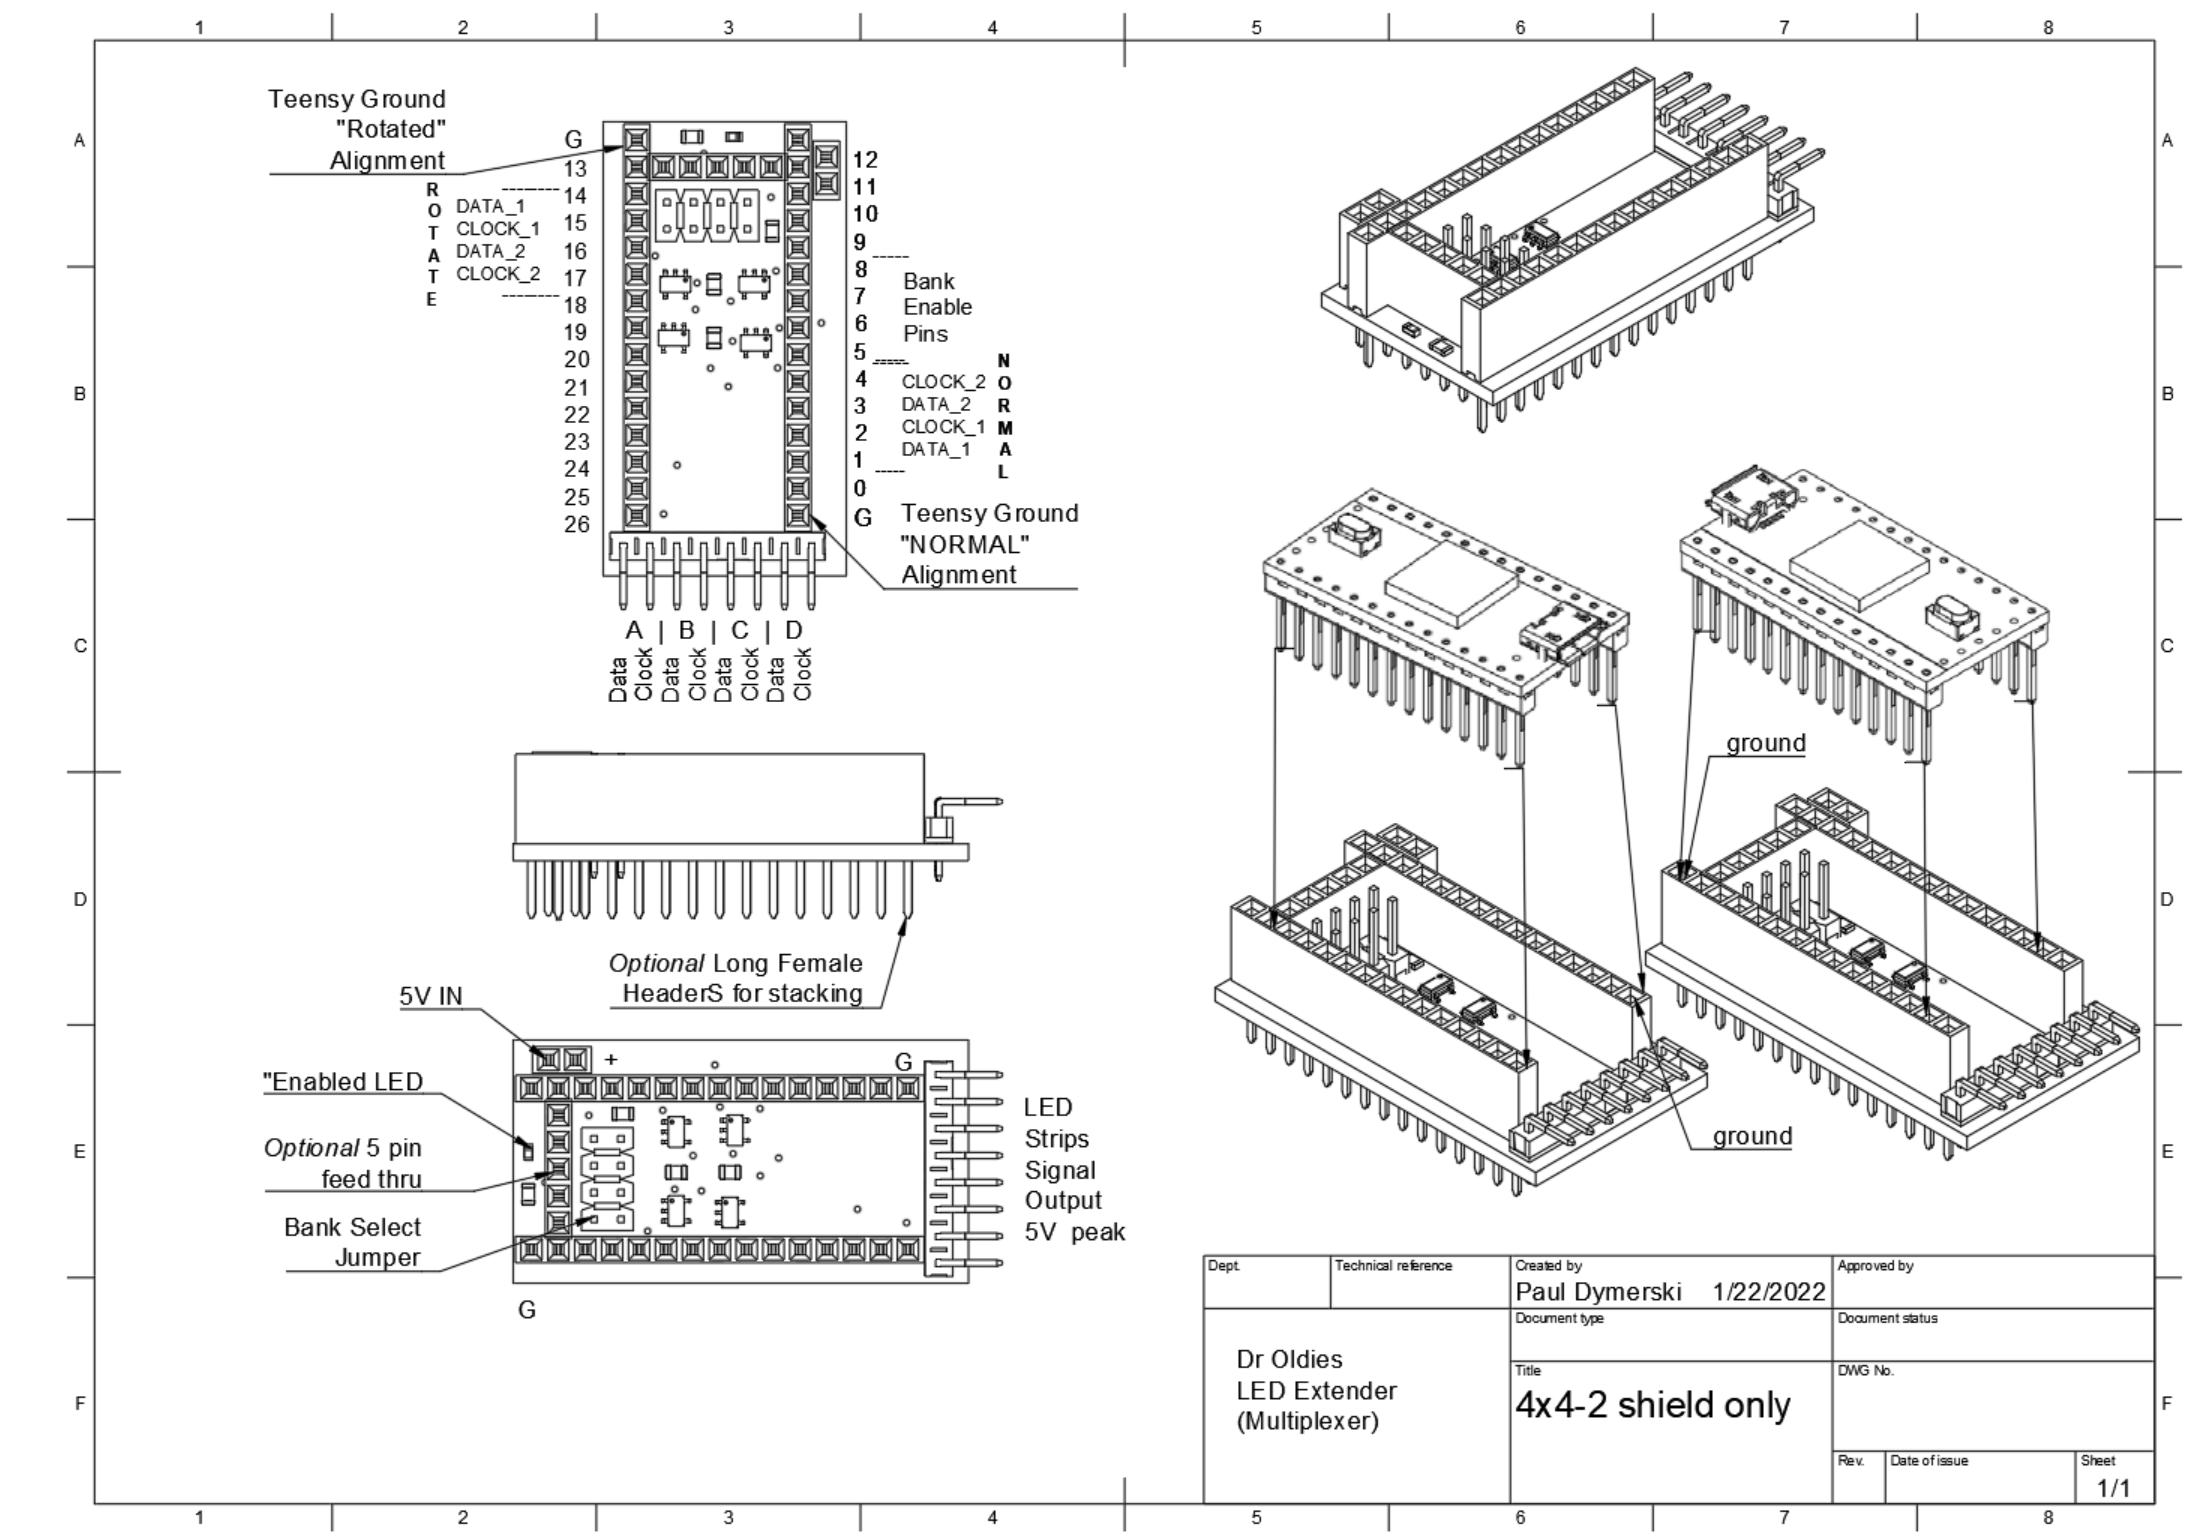 1 2 3 4 5 6 7 8
A
B
C
D
E
F
A
B
C
D
E
F
1 2 3 4 5 6 7 8
Teensy Ground
"Rotated"
Alignment
ROTATE
DATA_1
CLOCK_1
DATA_2
CLOCK_2
G
13
14
15
16
17
18
19
20
21
22
23
24
25
26
12
11
10
9
8
7
6
5
4
3
2
1
0
G
Bank
Enable
Pins
CLOCK_2
DATA_2
CLOCK_1
DATA_1
NORMAL
Teensy Ground
"NORMAL"
Alignment
A | B | C | D
Data
Clock
Data
Clock
Data
Clock
Data
Clock
Optional Long Female
HeaderS for stacking
5V IN
+
G
"Enabled LED
Optional 5 pin
feed thru
Bank Select
Jumper
G
LED
Strips
Signal
Output
5V peak
ground
ground
Dept.
Technical reference
Created by
Paul Dymerski 1/22/2022
Approved by
Document type
Document status
Dr Oldies
LED Extender
(Multiplexer)
Title
4x4-2 shield only
DWG No.
Rev.
Date of issue
Sheet
1/1